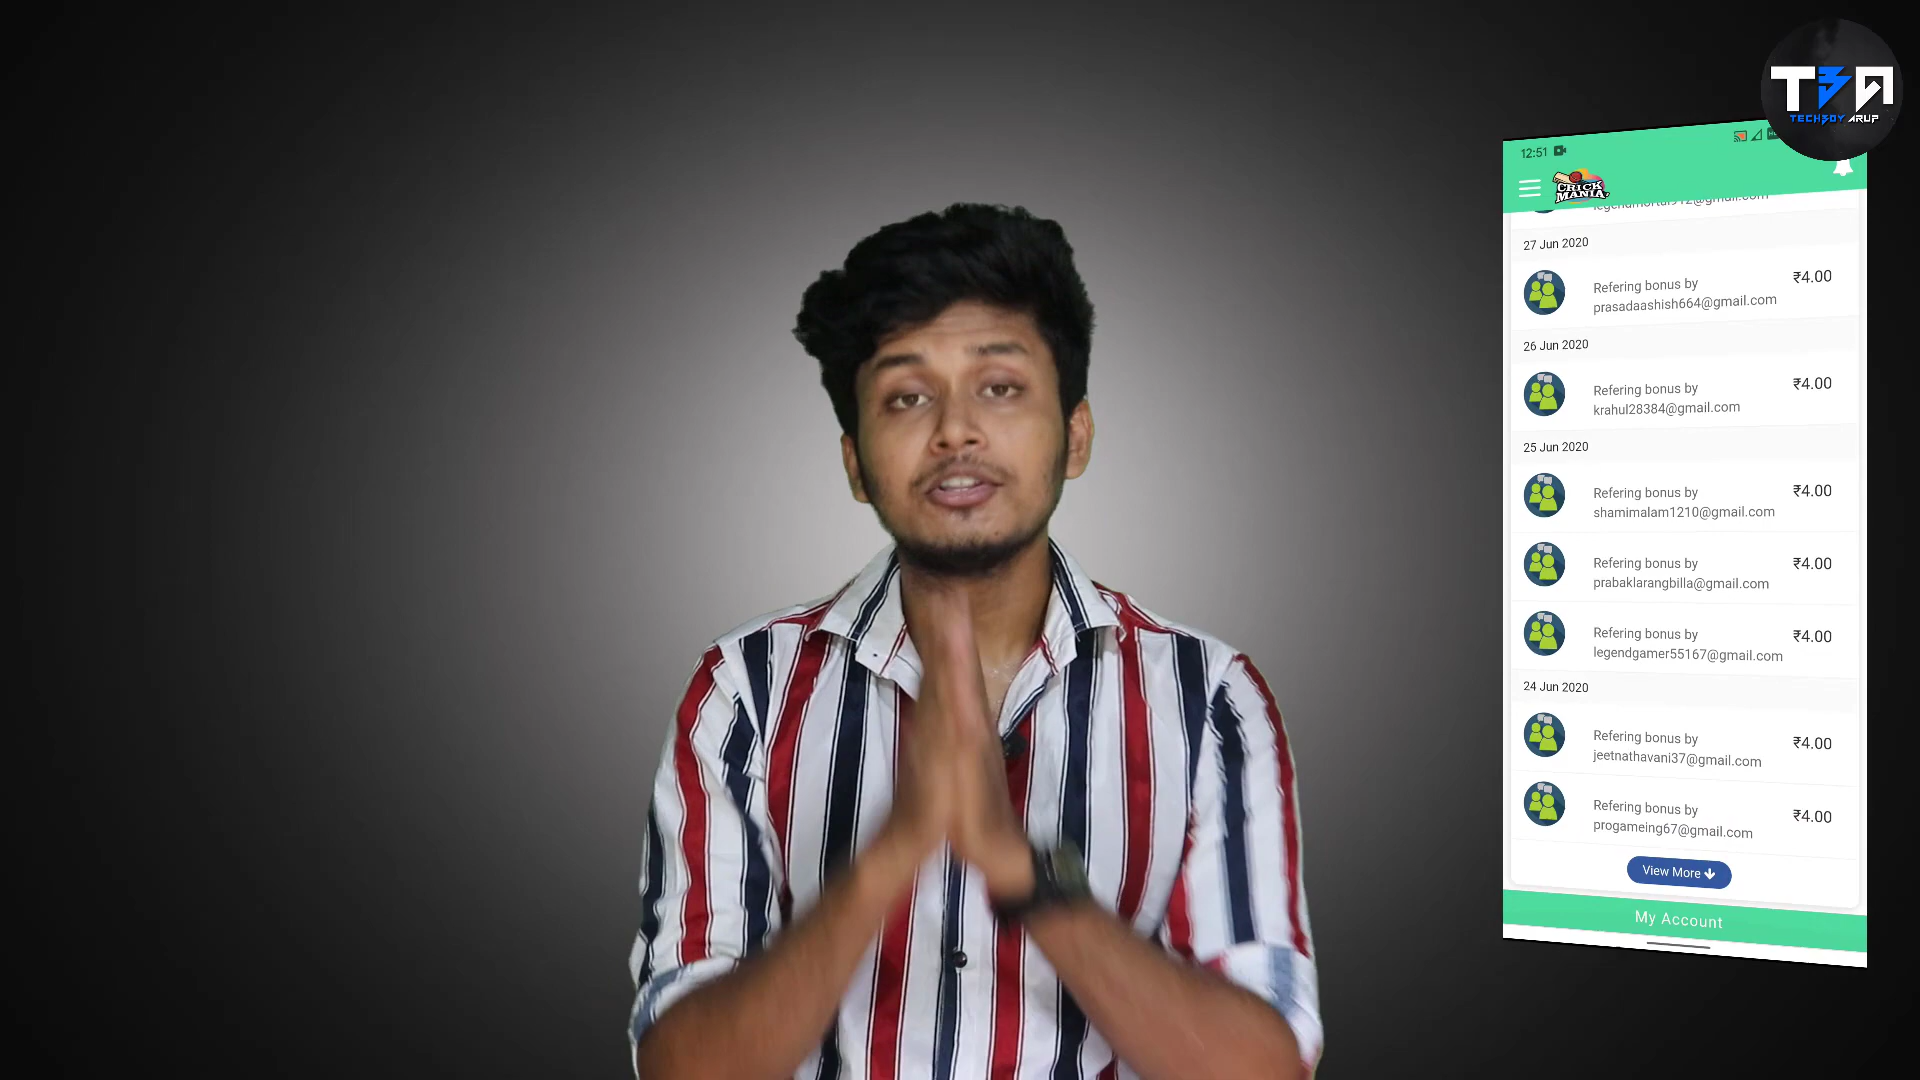 TBA
TECHBOY ARUP
12:51
CRICK
MANIA
27 Jun 2020
Refering bonus by
prasadaashish664@gmail.com
₹4.00
26 Jun 2020
Refering bonus by
krahul28384@gmail.com
₹4.00
25 Jun 2020
Refering bonus by
shamimalam1210@gmail.com
₹4.00
Refering bonus by
prabaklarangbilla@gmail.com
₹4.00
Refering bonus by
legendgamer55167@gmail.com
₹4.00
24 Jun 2020
Refering bonus by
jeetnathavani37@gmail.com
₹4.00
Refering bonus by
progameing67@gmail.com
₹4.00
View More
My Account